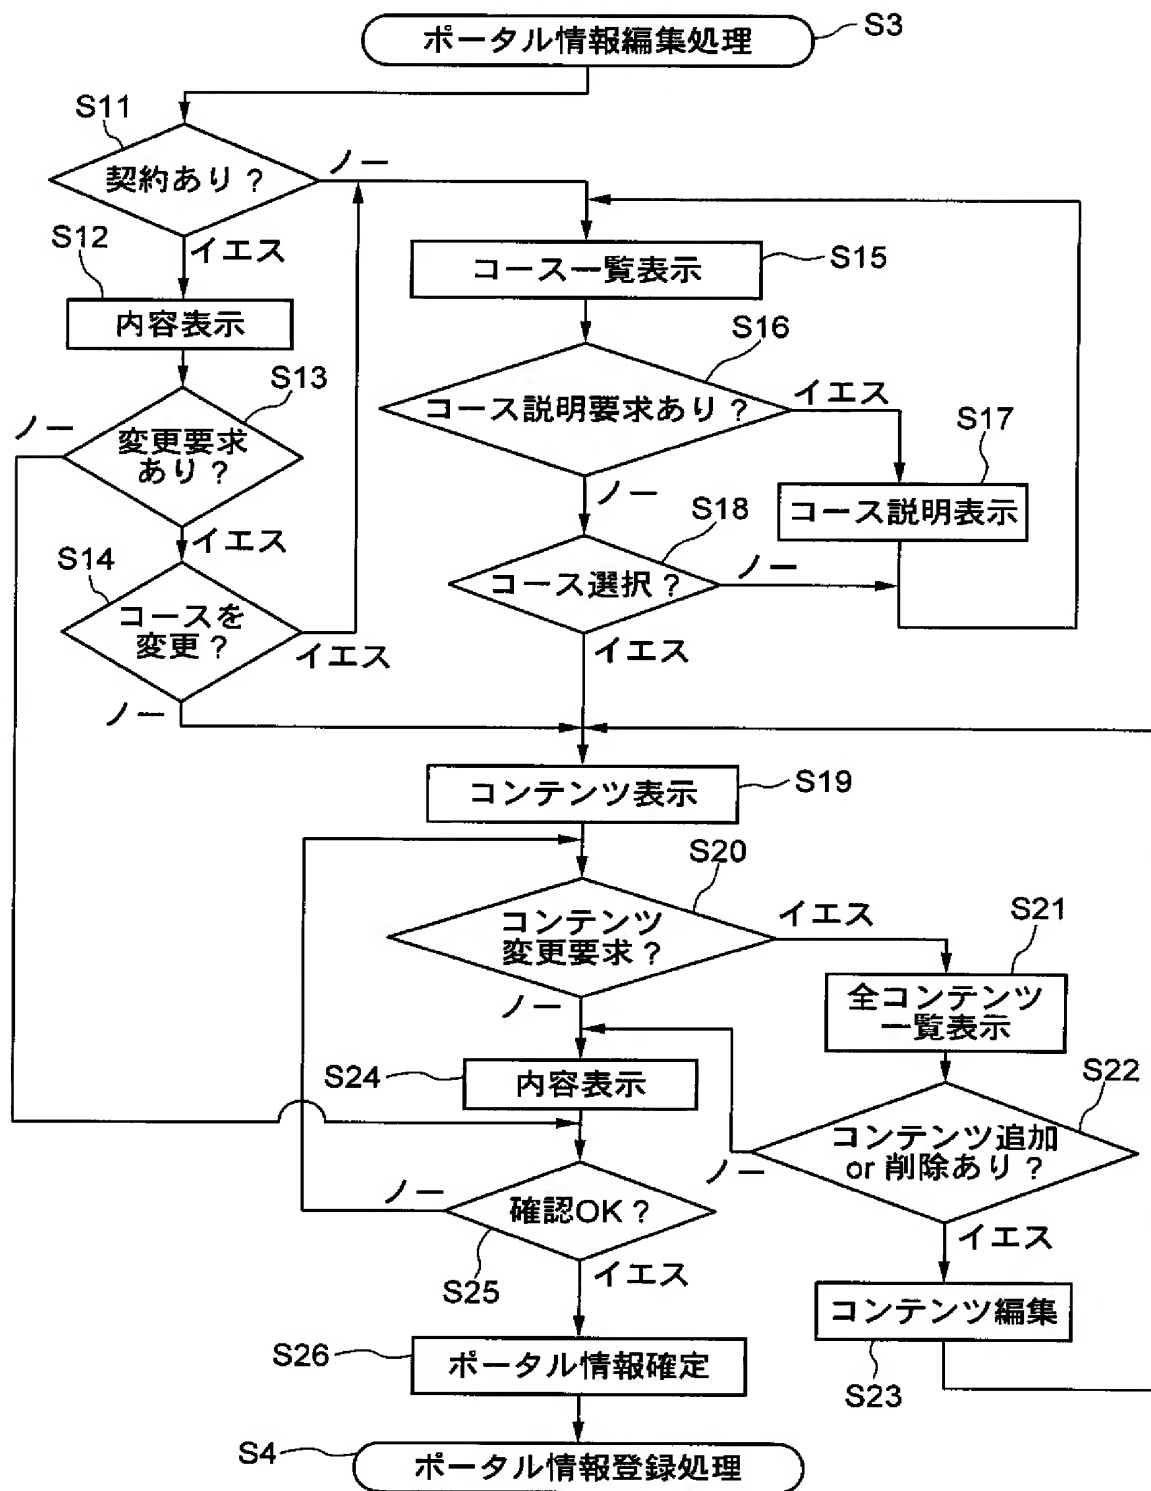 ポータル情報編集処理
S3
S11
契約あり？
ノー
S12
イエス
内容表示
コース一覧表示
S15
S16
S13
コース説明要求あり？
イエス
ノー
変更要求
あり？
S17
ノー
コース説明表示
S18
イエス
S14
コース選択？
ノー
コースを
変更？
イエス
イエス
ノー
コンテンツ表示
S19
S20
コンテンツ
変更要求？
イエス
S21
全コンテンツ
一覧表示
ノー
S24
内容表示
S22
コンテンツ追加
or 削除あり？
ノー
ノー
確認OK？
イエス
S25
イエス
コンテンツ編集
S26
ポータル情報確定
S23
S4
ポータル情報登録処理